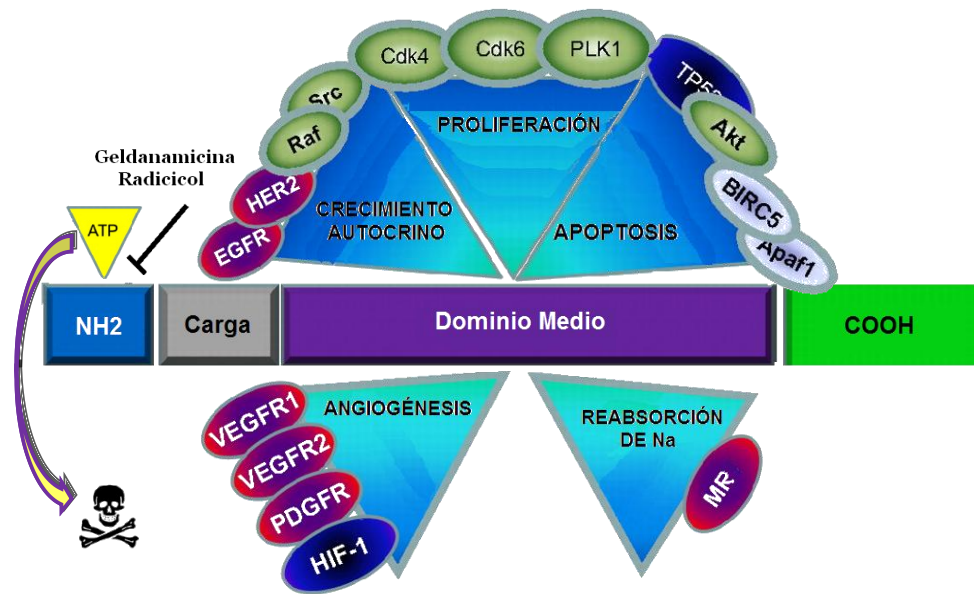 Cdk4
Cdk6
PLK1
Src
Raf
HER2
EGFR
Akt
BIRC5
Apaf1
PROLIFERACIÓN
CRECIMIENTO
AUTOCRINO
APOPTOSIS
Geldanamicina
Radicicol
ATP
NH2
Carga
Dominio Medio
COOH
VEGFR1
VEGFR2
PDGFR
HIF-1
ANGIOGÉNESIS
REABSORCIÓN
DE Na
MR